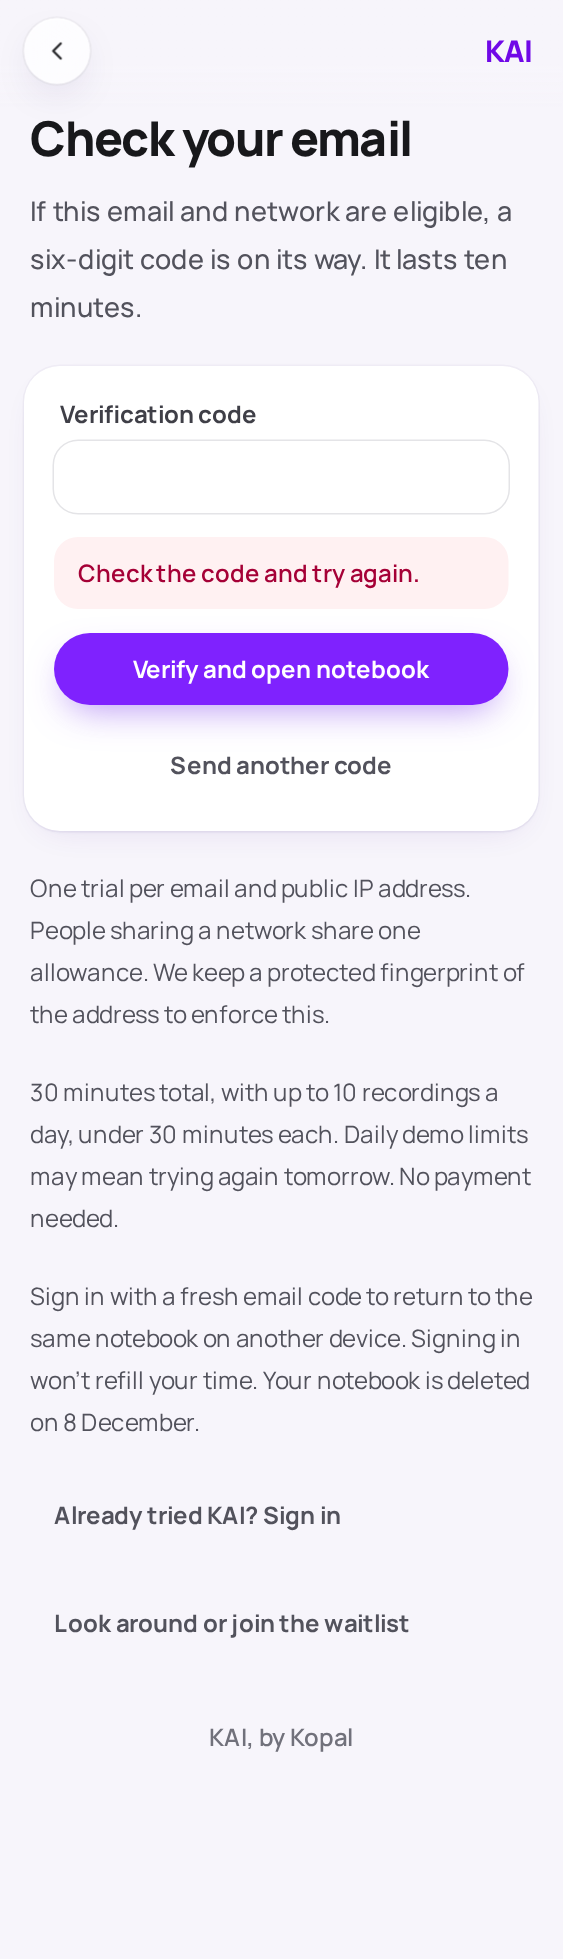 KAI
Check your email
If this email and network are eligible, a
six-digit code is on its way. It lasts ten
minutes.
Verification code
Check the code and try again.
Verify and open notebook
Send another code
One trial per email and public IP address.
People sharing a network share one
allowance. We keep a protected fingerprint of
the address to enforce this.
30 minutes total, with up to 10 recordings a
day, under 30 minutes each. Daily demo limits
may mean trying again tomorrow. No payment
needed.
Sign in with a fresh email code to return to the
same notebook on another device. Signing in
won’t refill your time. Your notebook is deleted
on 8 December.
Already tried KAI? Sign in
Look around or join the waitlist
KAI, by Kopal